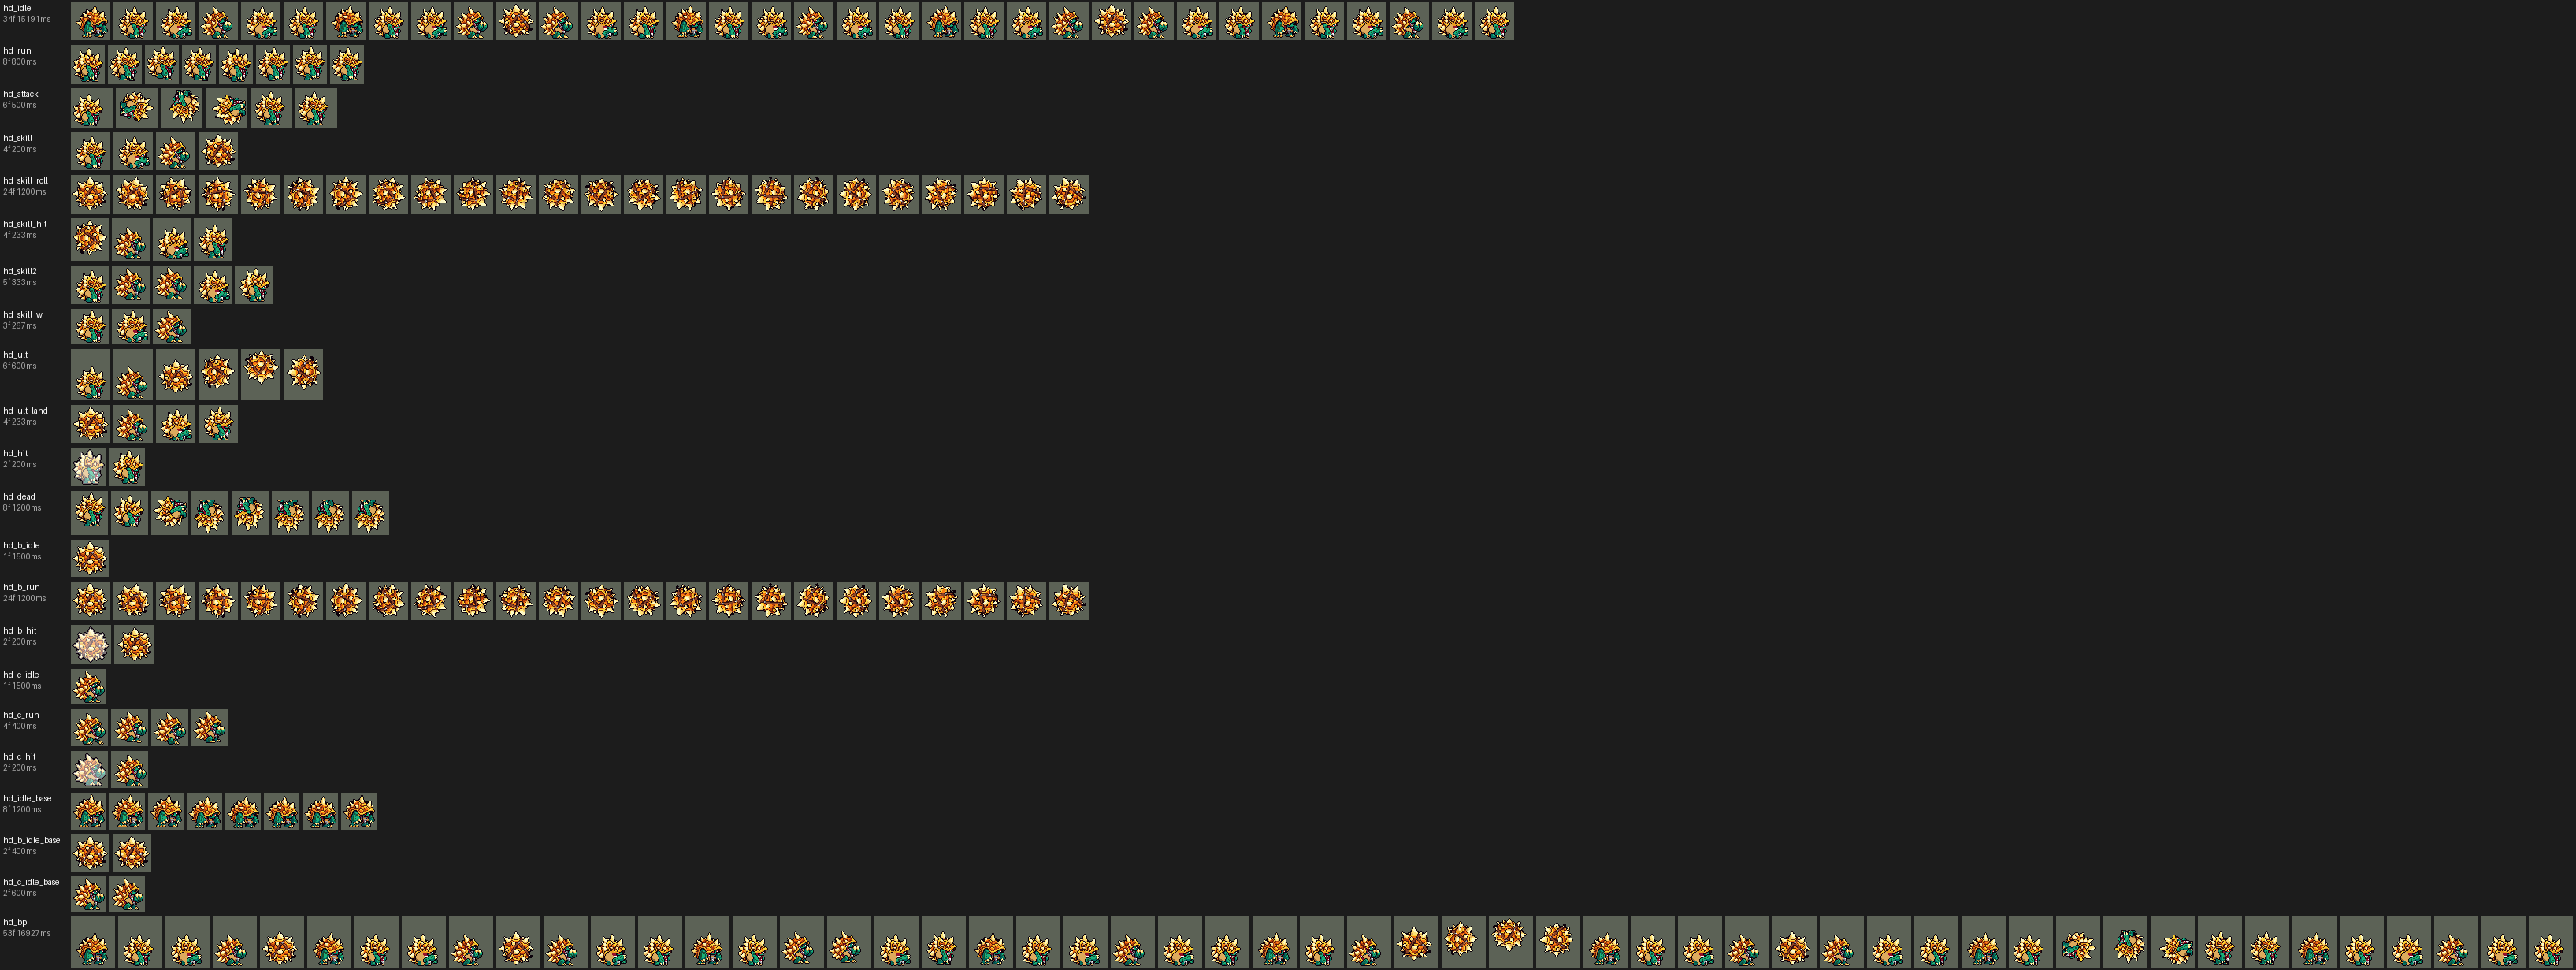 hd_idle
34f 15191ms
hd_run
8f 800ms
hd_attack
6f 500ms
hd_skill
4f 200ms
hd_skill_roll
24f 1200ms
hd_skill_hit
4f 233ms
hd_skill2
5f 333ms
hd_skill_w
3f 267ms
hd_ult
6f 600ms
hd_ult_land
4f 233ms
hd_hit
2f 200ms
hd_dead
8f 1200ms
hd_b_idle
1f 1500ms
hd_b_run
24f 1200ms
hd_b_hit
2f 200ms
hd_c_idle
1f 1500ms
hd_c_run
4f 400ms
hd_c_hit
2f 200ms
hd_idle_base
8f 1200ms
hd_b_idle_base
2f 400ms
hd_c_idle_base
2f 600ms
hd_bp
53f 16927ms